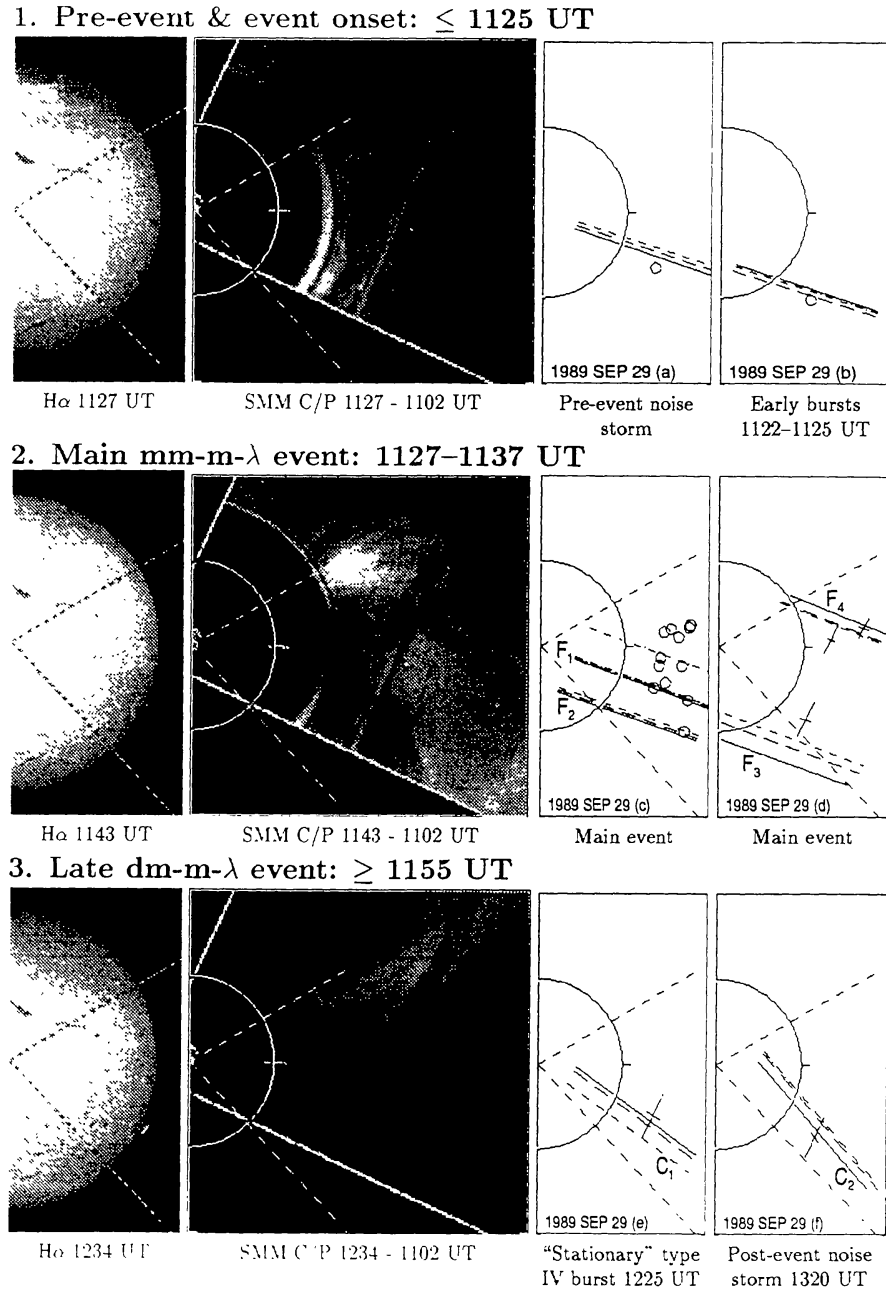 1. Pre-event & event onset: ≤ 1125 UT
1989 SEP 29 (a)
1989 SEP 29 (b)
Hα 1127 UT
SMM C/P 1127 - 1102 UT
Pre-event noise
storm
Early bursts
1122–1125 UT
2. Main mm-m-λ event: 1127–1137 UT
F1
F2
1989 SEP 29 (c)
F4
F3
1989 SEP 29 (d)
Hα 1143 UT
SMM C/P 1143 - 1102 UT
Main event
Main event
3. Late dm-m-λ event: ≥ 1155 UT
C1
1989 SEP 29 (e)
C2
1989 SEP 29 (f)
Hα 1234 UT
SMM C/P 1234 - 1102 UT
"Stationary" type
IV burst 1225 UT
Post-event noise
storm 1320 UT